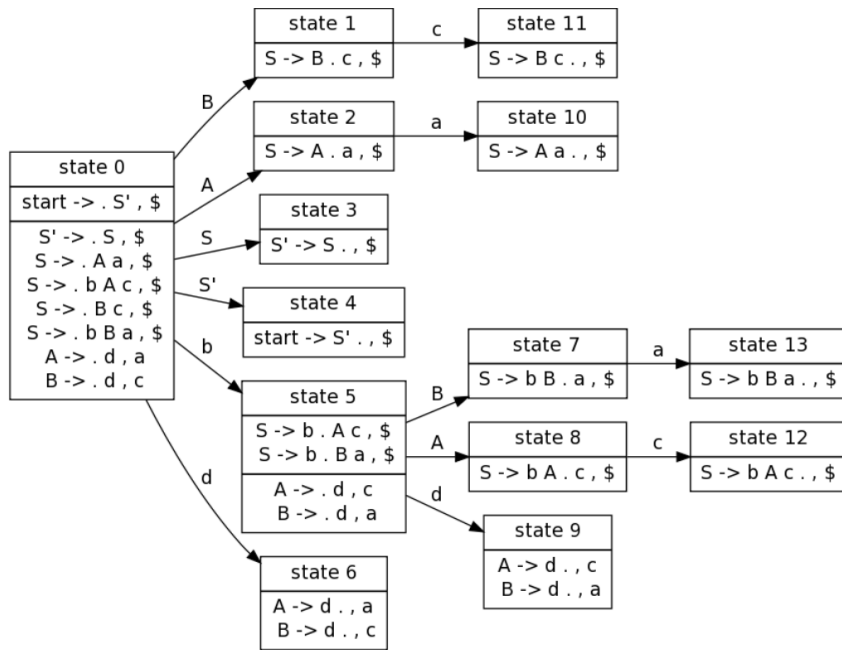 state 1
S -> B . c , $
c
state 11
S -> B c . , $
B
state 2
S -> A . a , $
a
state 10
S -> A a . , $
state 0
start -> . S' , $
S' -> . S , $
S -> . A a , $
S -> . b A c , $
S -> . B c , $
S -> . b B a , $
A -> . d , a
B -> . d , c
A
S
state 3
S' -> S . , $
S'
state 4
start -> S' . , $
b
state 5
S -> b . A c , $
S -> b . B a , $
A -> . d , c
B -> . d , a
B
state 7
S -> b B . a , $
a
state 13
S -> b B a . , $
A
state 8
S -> b A . c , $
c
state 12
S -> b A c . , $
d
state 9
A -> d . , c
B -> d . , a
d
state 6
A -> d . , a
B -> d . , c